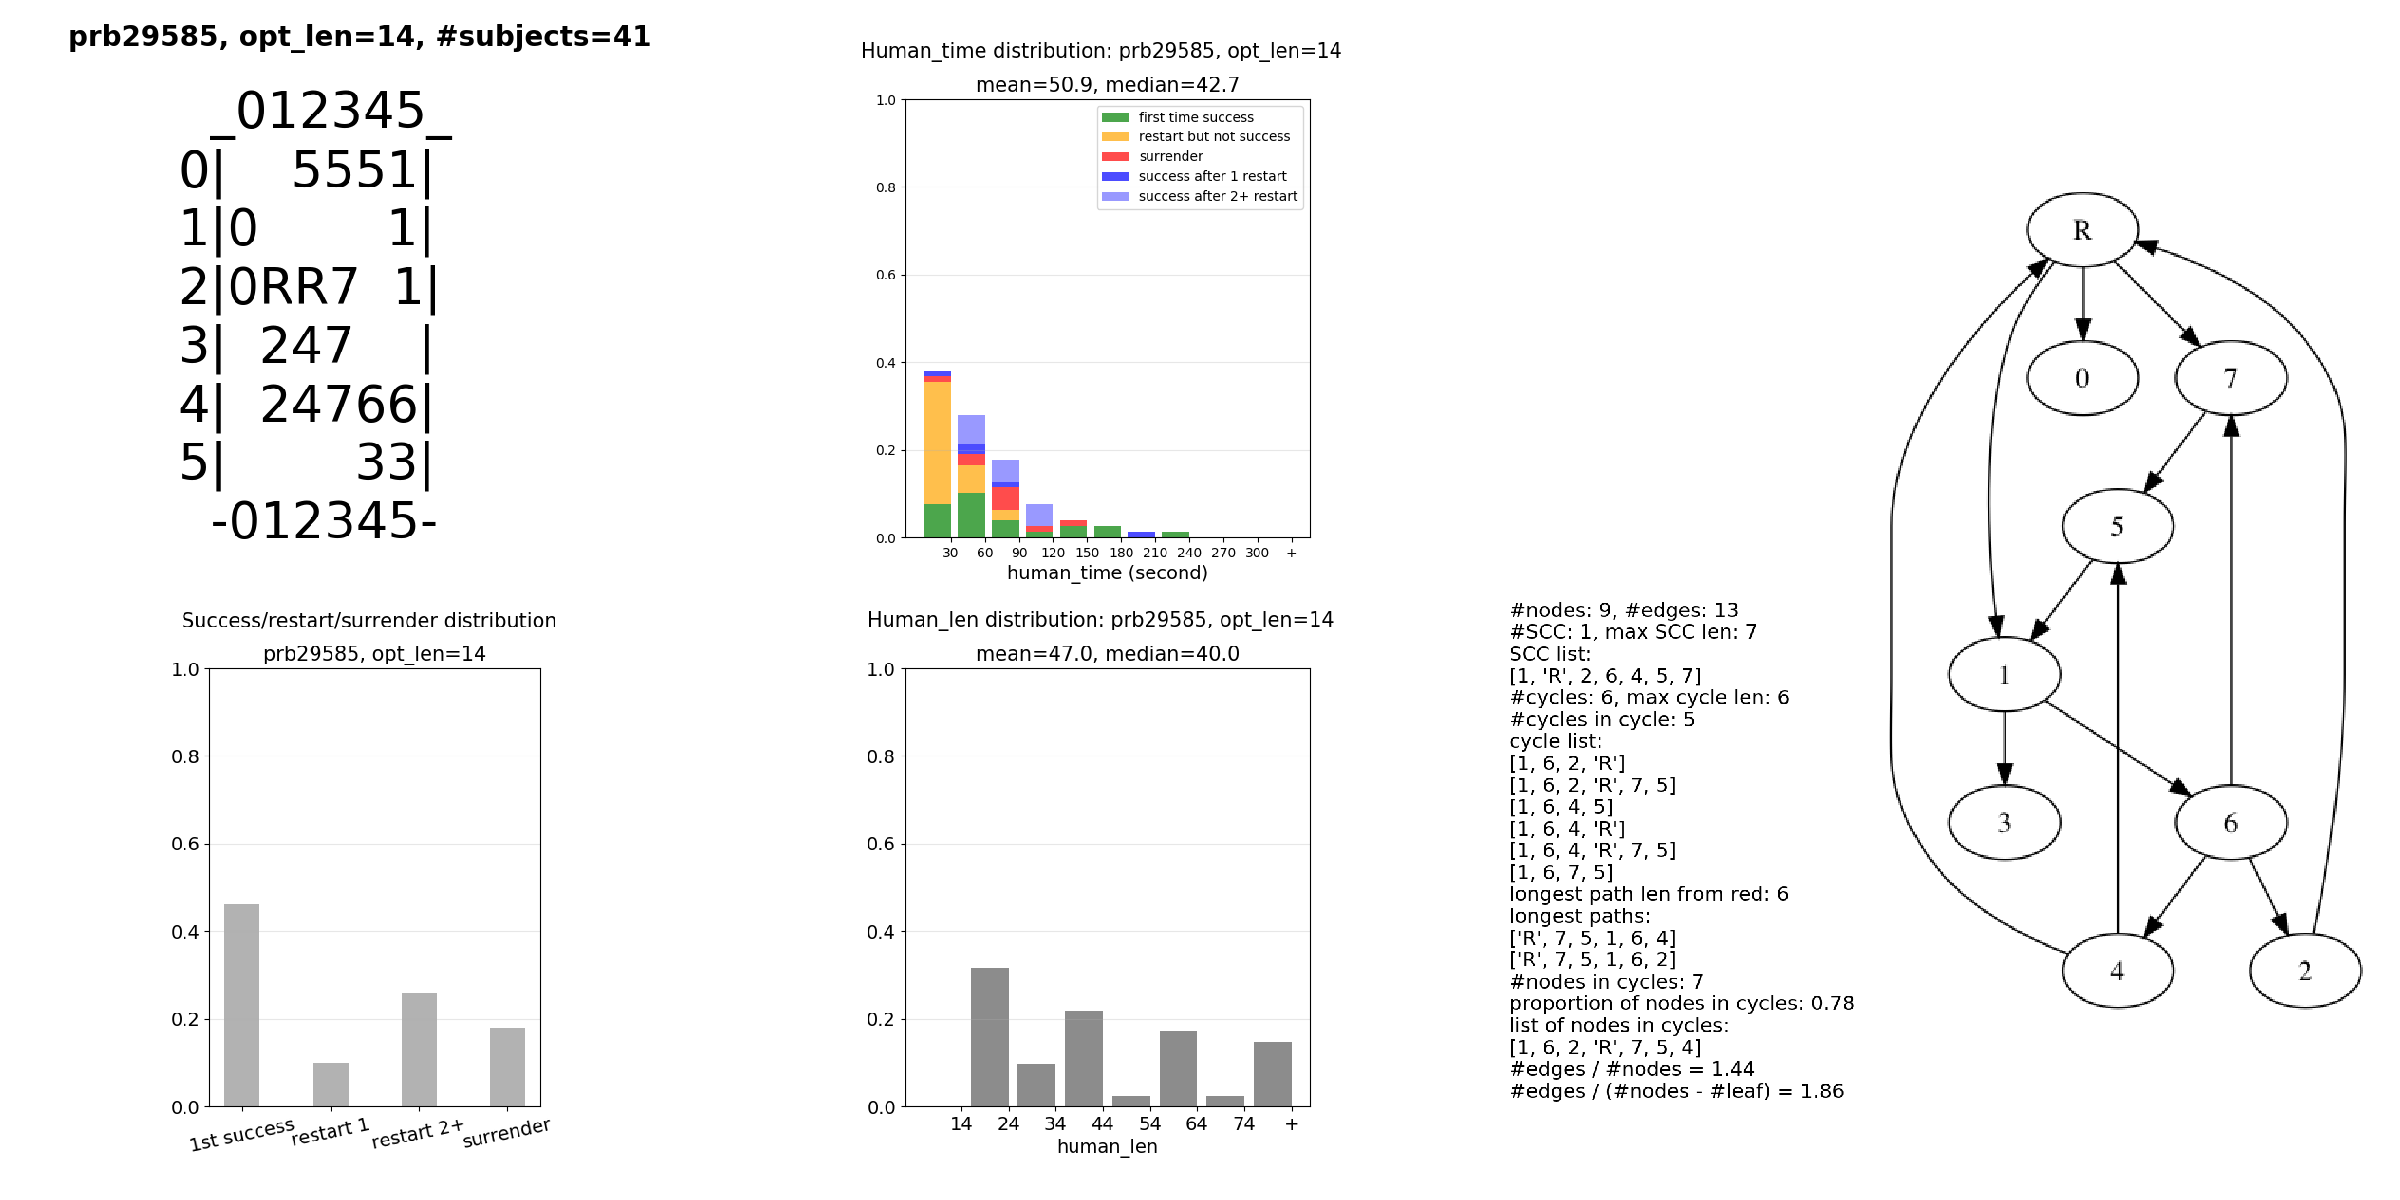 prb29585, opt_len=14, #subjects=41
_012345_
0|  5551|
1|0    1|
2|0RR7 1|
3| 247  |
4| 24766|
5|    33|
-012345-
Human_time distribution: prb29585, opt_len=14
mean=50.9, median=42.7
1.0
0.8
0.6
0.4
0.2
0.0
first time success
restart but not success
surrender
success after 1 restart
success after 2+ restart
30 60 90 120 150 180 210 240 270 300 +
human_time (second)
Success/restart/surrender distribution
prb29585, opt_len=14
1.0
0.8
0.6
0.4
0.2
0.0
1st success restart 1 restart 2+ surrender
Human_len distribution: prb29585, opt_len=14
mean=47.0, median=40.0
1.0
0.8
0.6
0.4
0.2
0.0
14 24 34 44 54 64 74 +
human_len
#nodes: 9, #edges: 13
#SCC: 1, max SCC len: 7
SCC list:
[1, 'R', 2, 6, 4, 5, 7]
#cycles: 6, max cycle len: 6
#cycles in cycle: 5
cycle list:
[1, 6, 2, 'R']
[1, 6, 2, 'R', 7, 5]
[1, 6, 4, 5]
[1, 6, 4, 'R']
[1, 6, 4, 'R', 7, 5]
[1, 6, 7, 5]
longest path len from red: 6
longest paths:
['R', 7, 5, 1, 6, 4]
['R', 7, 5, 1, 6, 2]
#nodes in cycles: 7
proportion of nodes in cycles: 0.78
list of nodes in cycles:
[1, 6, 2, 'R', 7, 5, 4]
#edges / #nodes = 1.44
#edges / (#nodes - #leaf) = 1.86
R
0 7
5
1
3 6
4 2